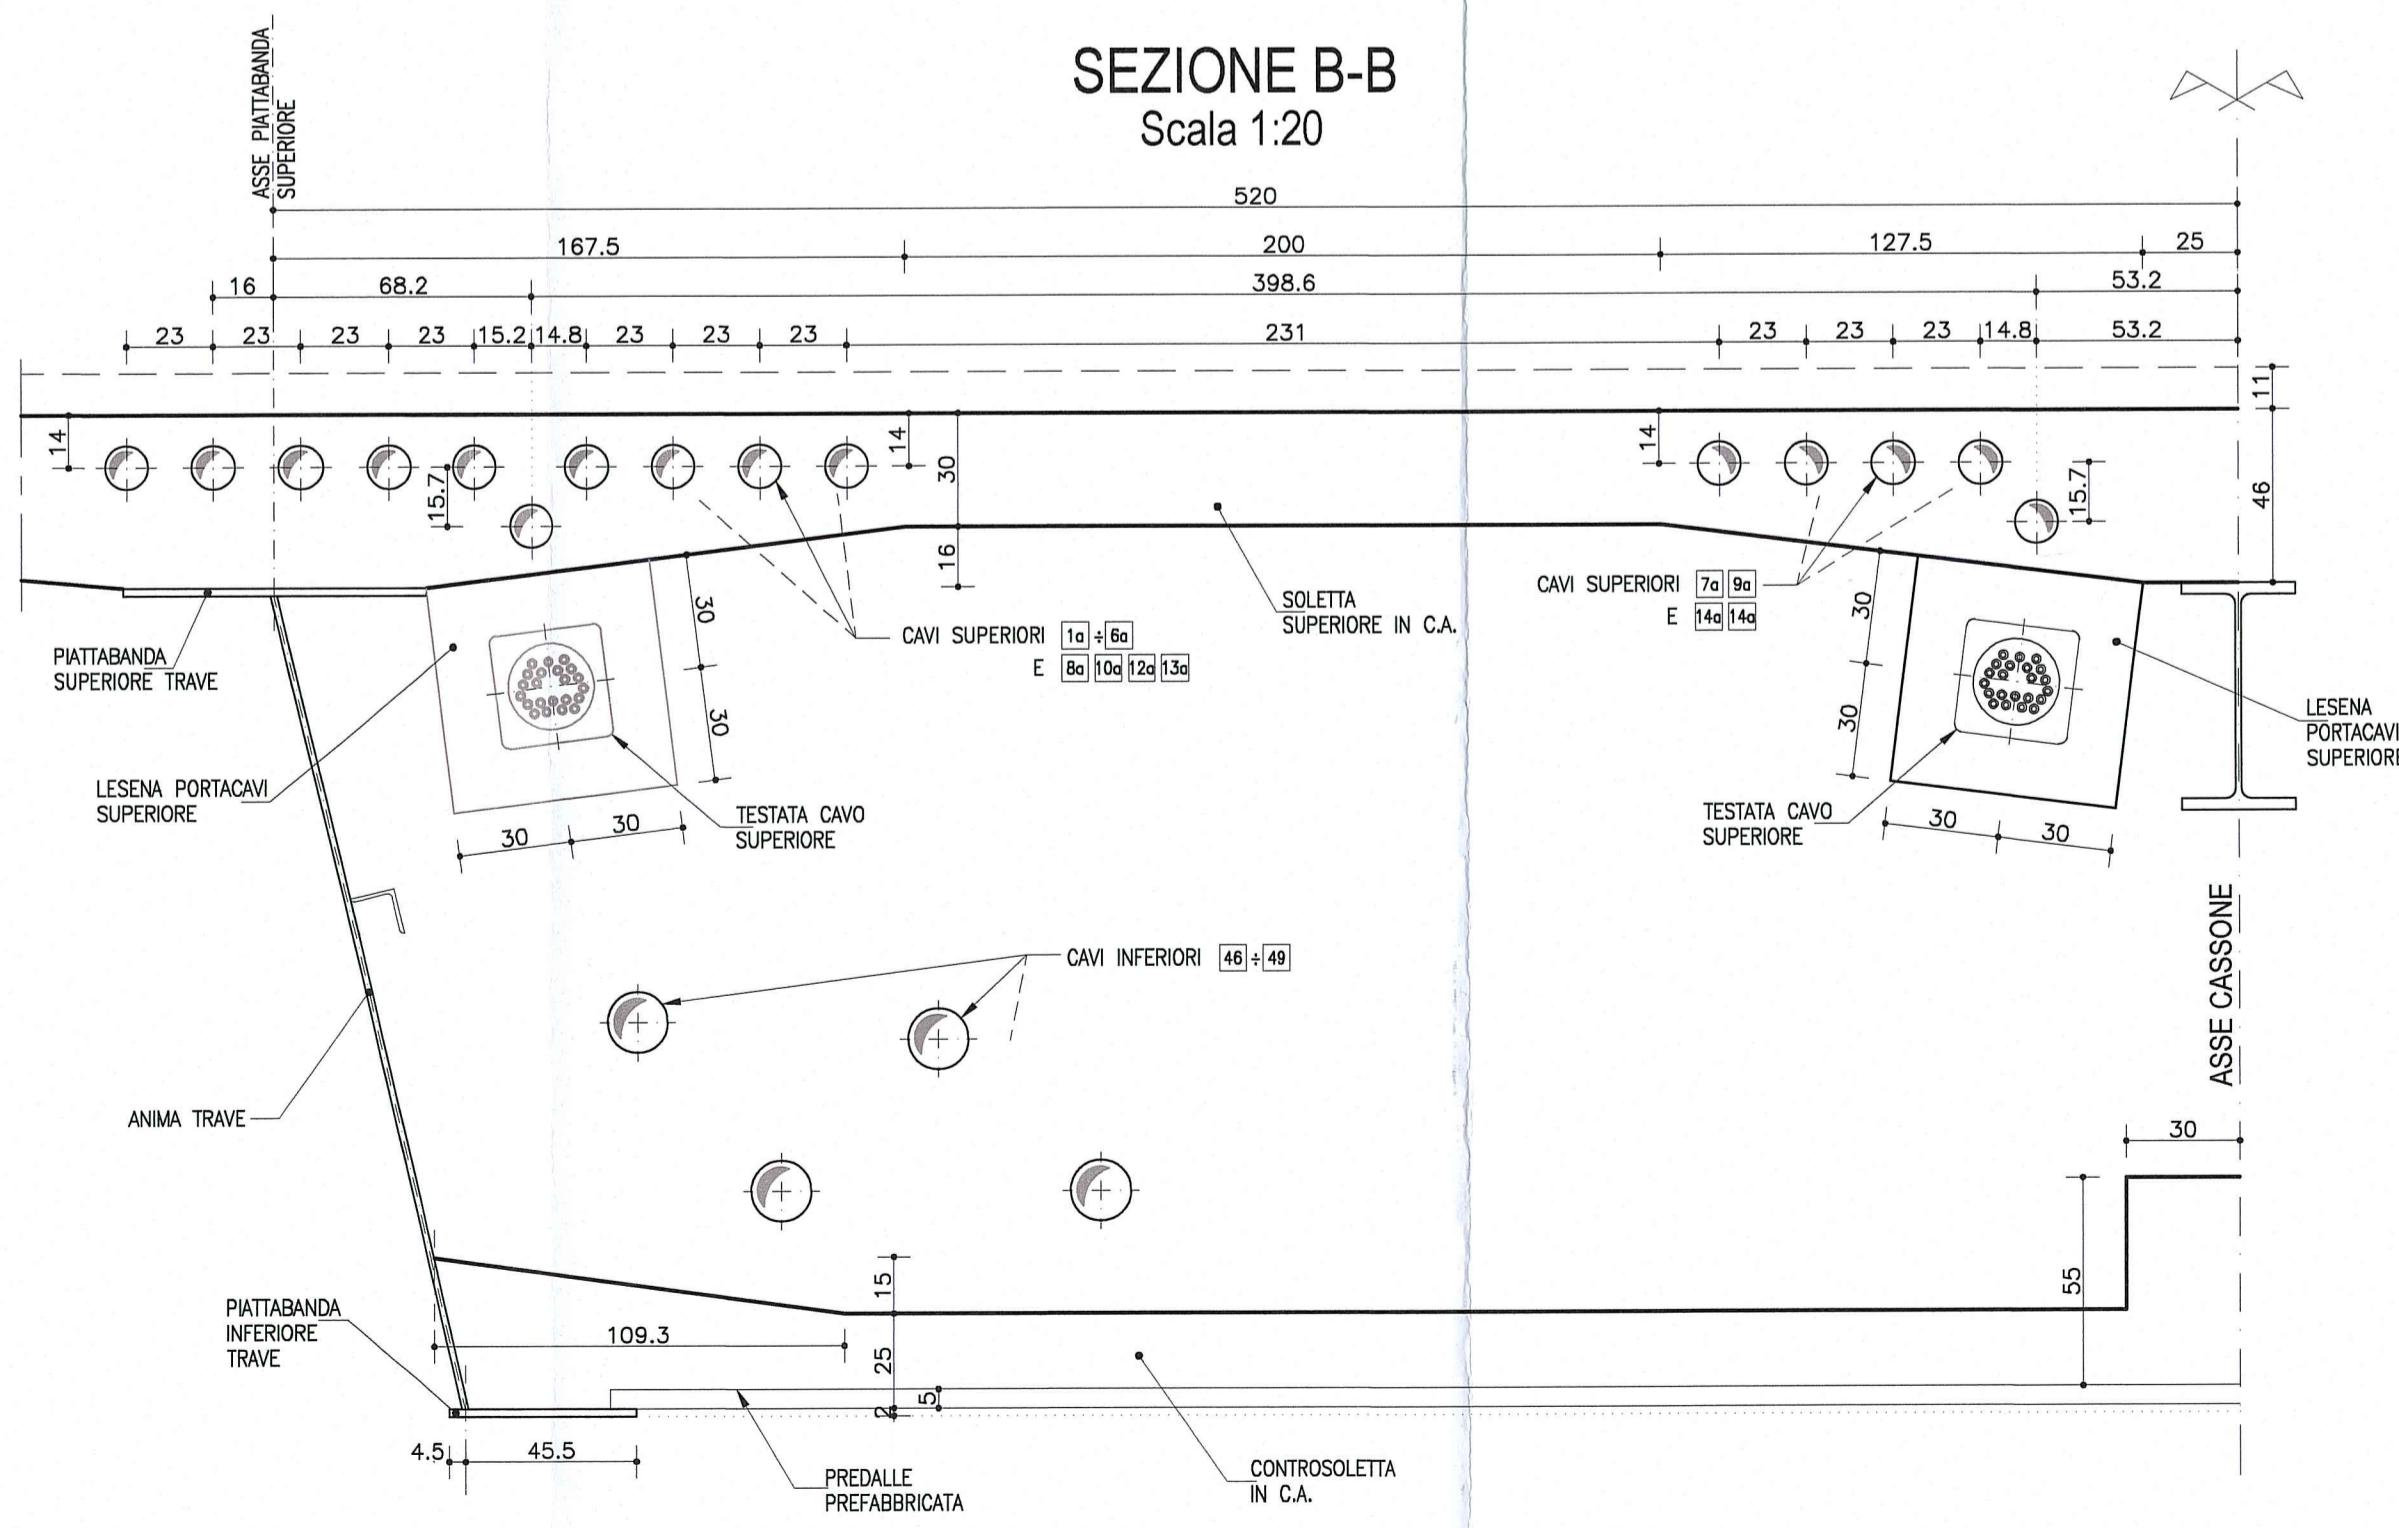 SEZIONE B-B
Scala 1:20
ASSE PIATTABANDA
SUPERIORE
520
167.5
200
127.5
25
16
68.2
398.6
53.2
23
23
23
23
15.2
14.8
23
23
23
231
23
23
23
14.8
53.2
11
46
14
14
14
15.7
15.7
30
16
SOLETTA
SUPERIORE IN C.A.
CAVI SUPERIORI 7a 9a
E 14a 14a
CAVI SUPERIORI 1a ÷ 6a
E 8a 10a 12a 13a
30
30
30
30
PIATTABANDA
SUPERIORE TRAVE
LESENA
PORTACAVI
SUPERIORE
LESENA PORTACAVI
SUPERIORE
TESTATA CAVO
SUPERIORE
30
30
TESTATA CAVO
SUPERIORE
30
30
ASSE CASSONE
CAVI INFERIORI 46 ÷ 49
ANIMA TRAVE
30
55
15
25
5
2
109.3
PIATTABANDA
INFERIORE
TRAVE
4.5
45.5
PREDALLE
PREFABBRICATA
CONTROSOLETTA
IN C.A.